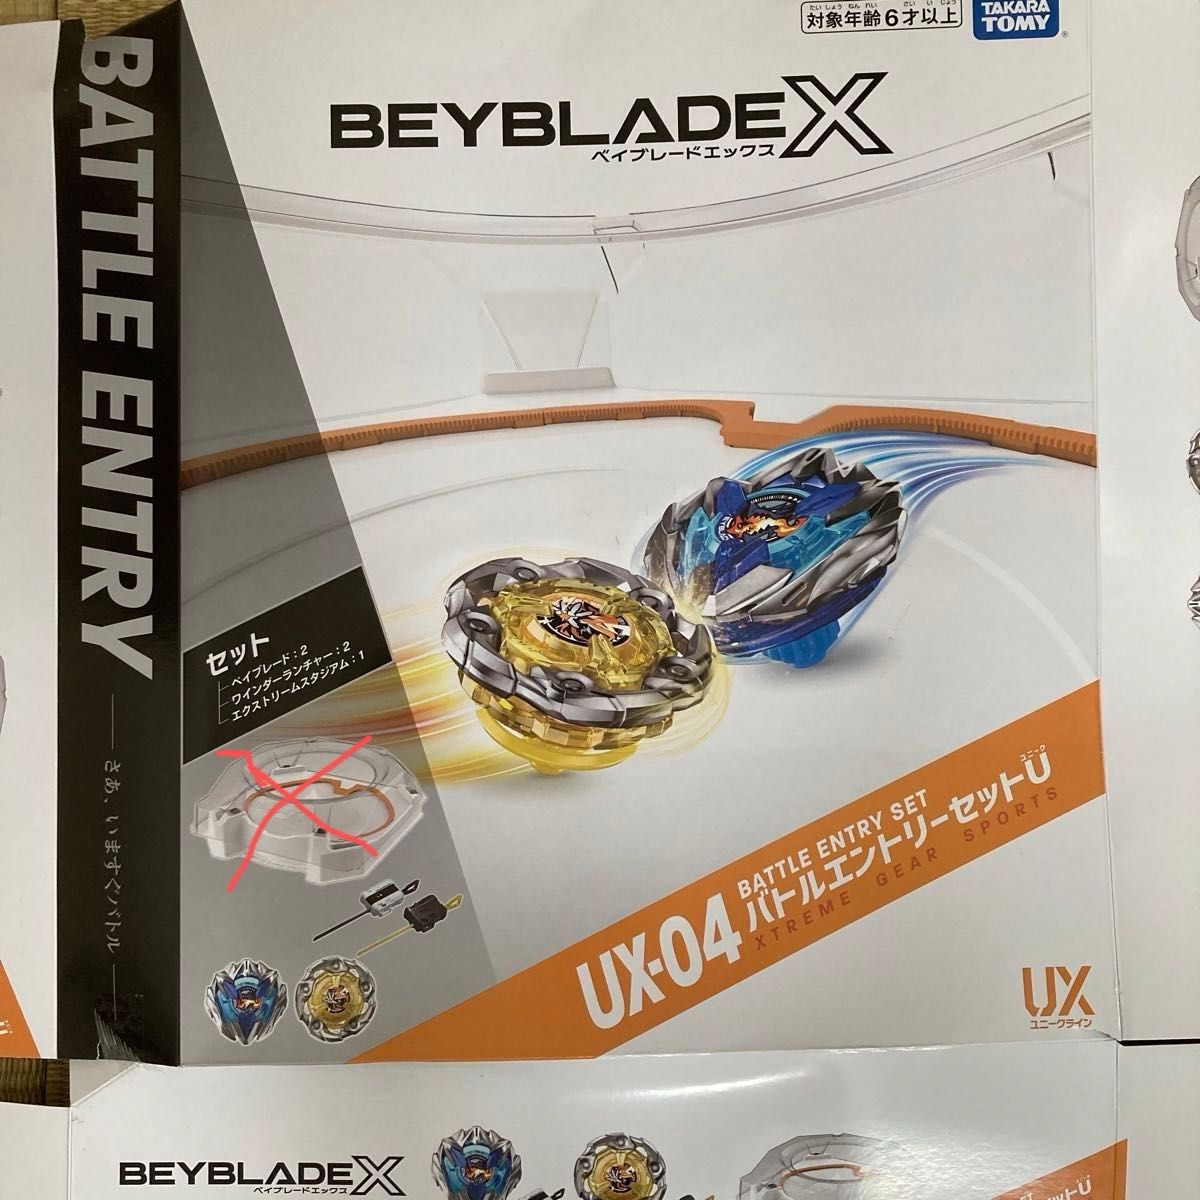 たいしょうねんれい さいいじょう
対象年齢6才以上
TAKARA
TOMY
BEYBLADE X
ベイブレードエックス
BATTLE ENTRY
さぁ、いますぐバトル
セット
ベイブレード:2
ワインダーランチャー:2
エクストリームスタジアム:1
BATTLE ENTRY SET
ユニーク
UX-04 バトルエントリーセットU
XTREME GEAR SPORTS
UX
ユニークライン
BEYBLADE X
ベイブレードエックス